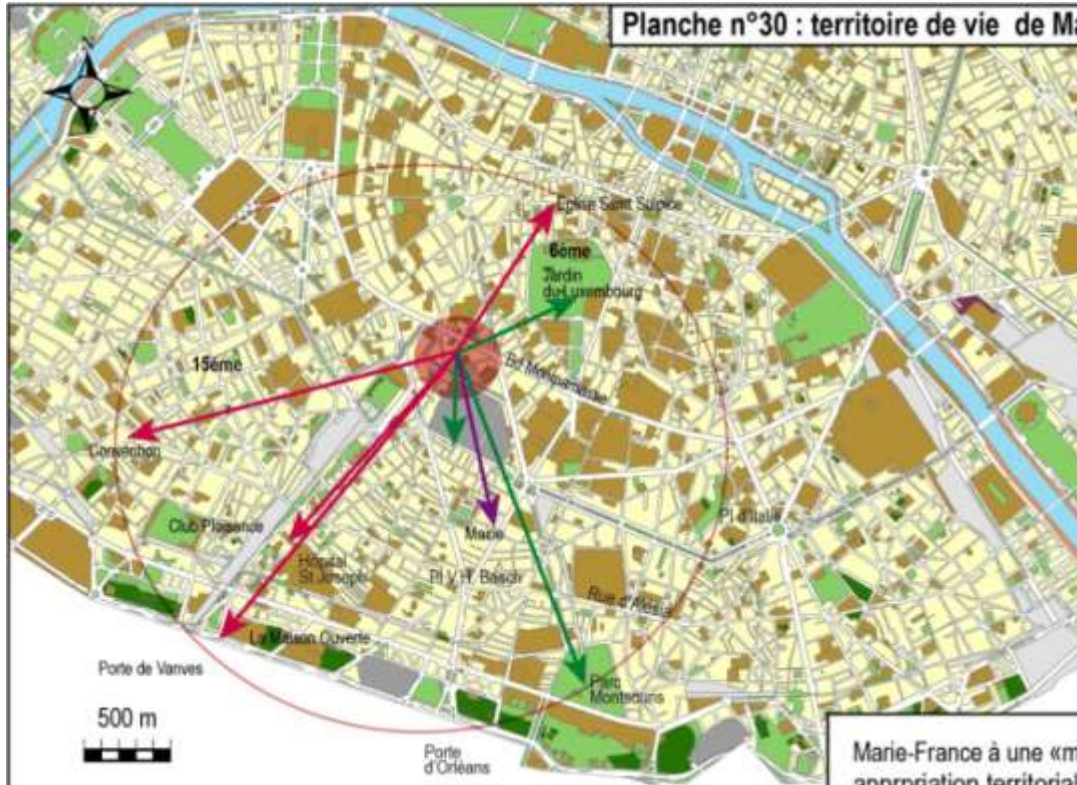 Planche n°30 : territoire de vie de Ma
N
Eglise Saint Sulpice
6ème
Jardin
du Luxembourg
15ème
Bd Montparnasse
Convention
Club Plaisance
Pl d'Italie
Mairie
Hôpital
St Joseph
Pl V.H. Basch
Rue d'Alésia
La Maison Ouverte
Porte de Vanves
Parc
Montsouris
500 m
Porte
d'Orléans
Marie-France à une «m
apprpriation territorial